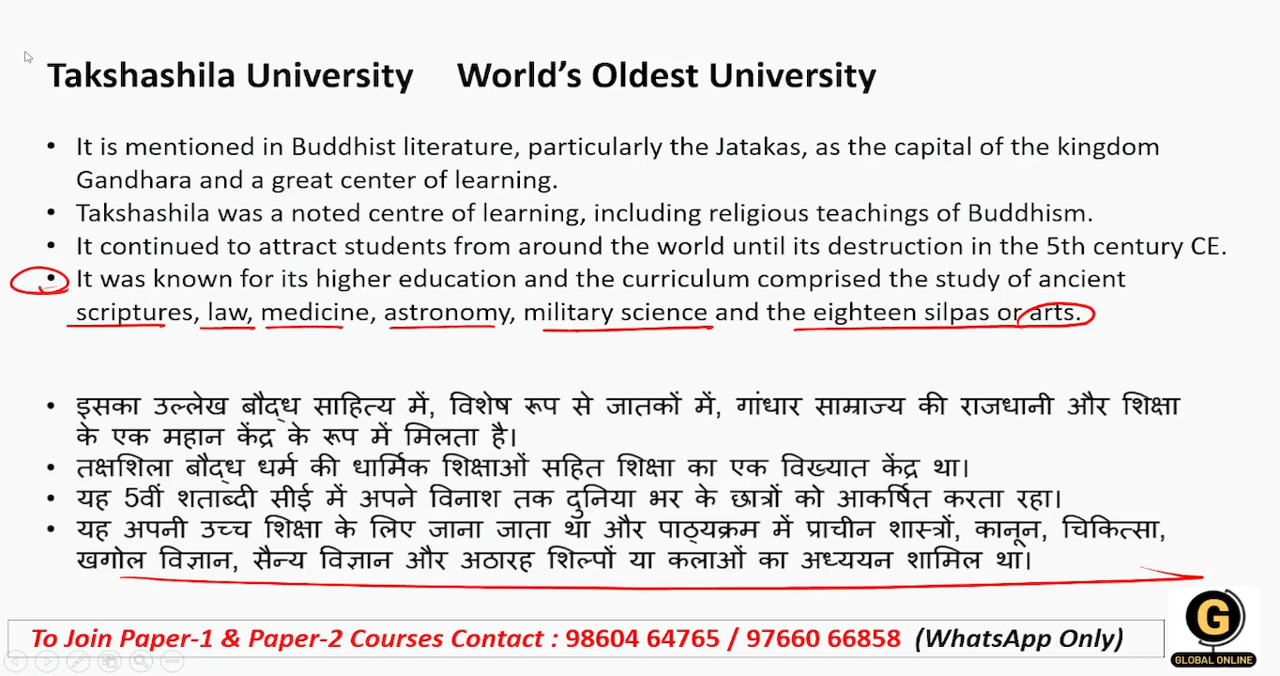 Takshashila University World's Oldest University
• It is mentioned in Buddhist literature, particularly the Jatakas, as the capital of the kingdom
Gandhara and a great center of learning.
• Takshashila was a noted centre of learning, including religious teachings of Buddhism.
• It continued to attract students from around the world until its destruction in the 5th century CE.
• It was known for its higher education and the curriculum comprised the study of ancient
scriptures, law, medicine, astronomy, military science and the eighteen silpas or arts.
• इसका उल्लेख बौद्ध साहित्य में, विशेष रूप से जातकों में, गांधार साम्राज्य की राजधानी और शिक्षा
के एक महान केंद्र के रूप में मिलता है।
• तक्षशिला बौद्ध धर्म की धार्मिक शिक्षाओं सहित शिक्षा का एक विख्यात केंद्र था।
• यह 5वीं शताब्दी सीई में अपने विनाश तक दुनिया भर के छात्रों को आकर्षित करता रहा।
• यह अपनी उच्च शिक्षा के लिए जाना जाता था और पाठ्यक्रम में प्राचीन शास्त्रों, कानून, चिकित्सा,
खगोल विज्ञान, सैन्य विज्ञान और अठारह शिल्पों या कलाओं का अध्ययन शामिल था।
To Join Paper-1 & Paper-2 Courses Contact : 98604 64765 / 97660 66858 (WhatsApp Only)
G
GLOBAL ONLINE